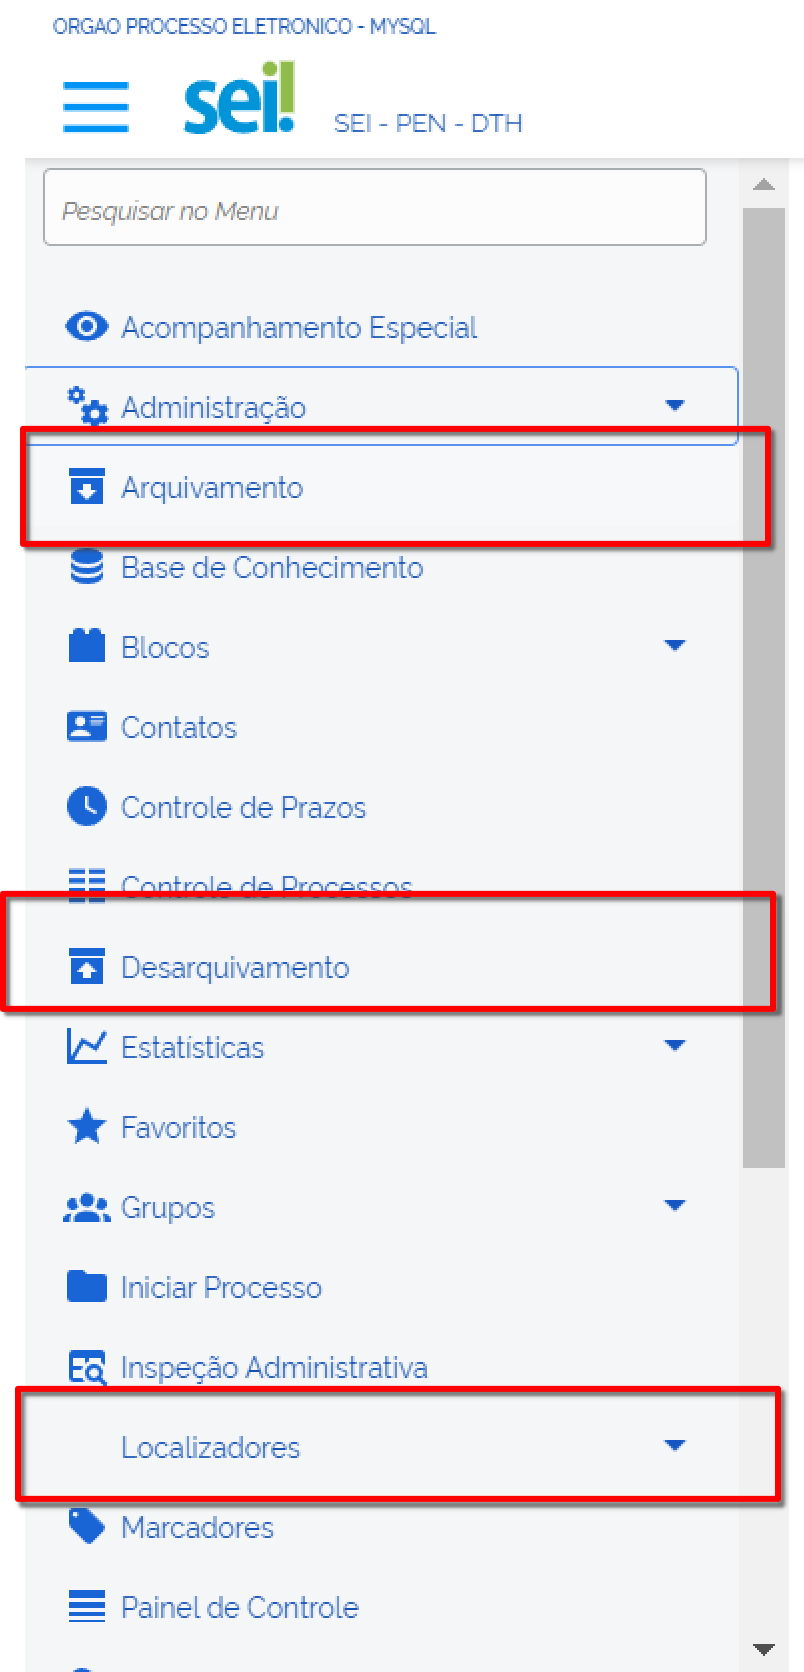 ORGAO PROCESSO ELETRONICO - MYSQL
sei!
SEI - PEN - DTH
Pesquisar no Menu
Acompanhamento Especial
Administração
Arquivamento
Base de Conhecimento
Blocos
Contatos
Controle de Prazos
Controle de Processos
Desarquivamento
Estatísticas
Favoritos
Grupos
Iniciar Processo
Inspeção Administrativa
Localizadores
Marcadores
Painel de Controle